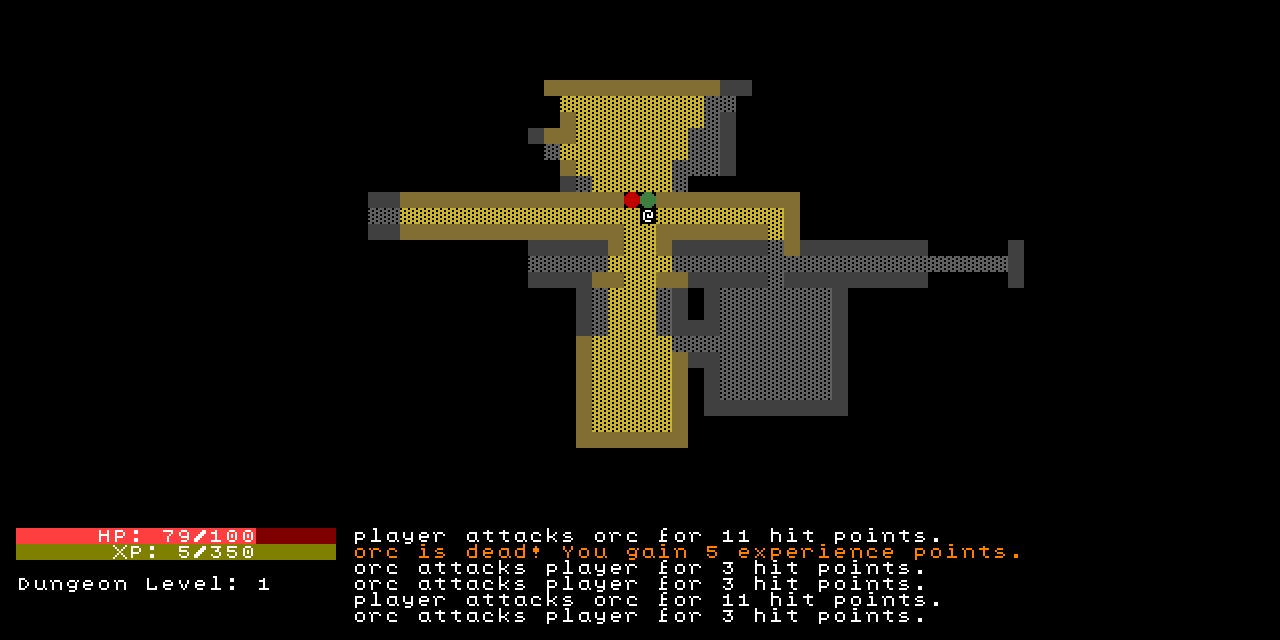 @
HP: 79/100
XP: 5/350
Dungeon Level: 1
player attacks orc for 11 hit points.
orc is dead! You gain 5 experience points.
orc attacks player for 3 hit points.
orc attacks player for 3 hit points.
player attacks orc for 11 hit points.
orc attacks player for 3 hit points.